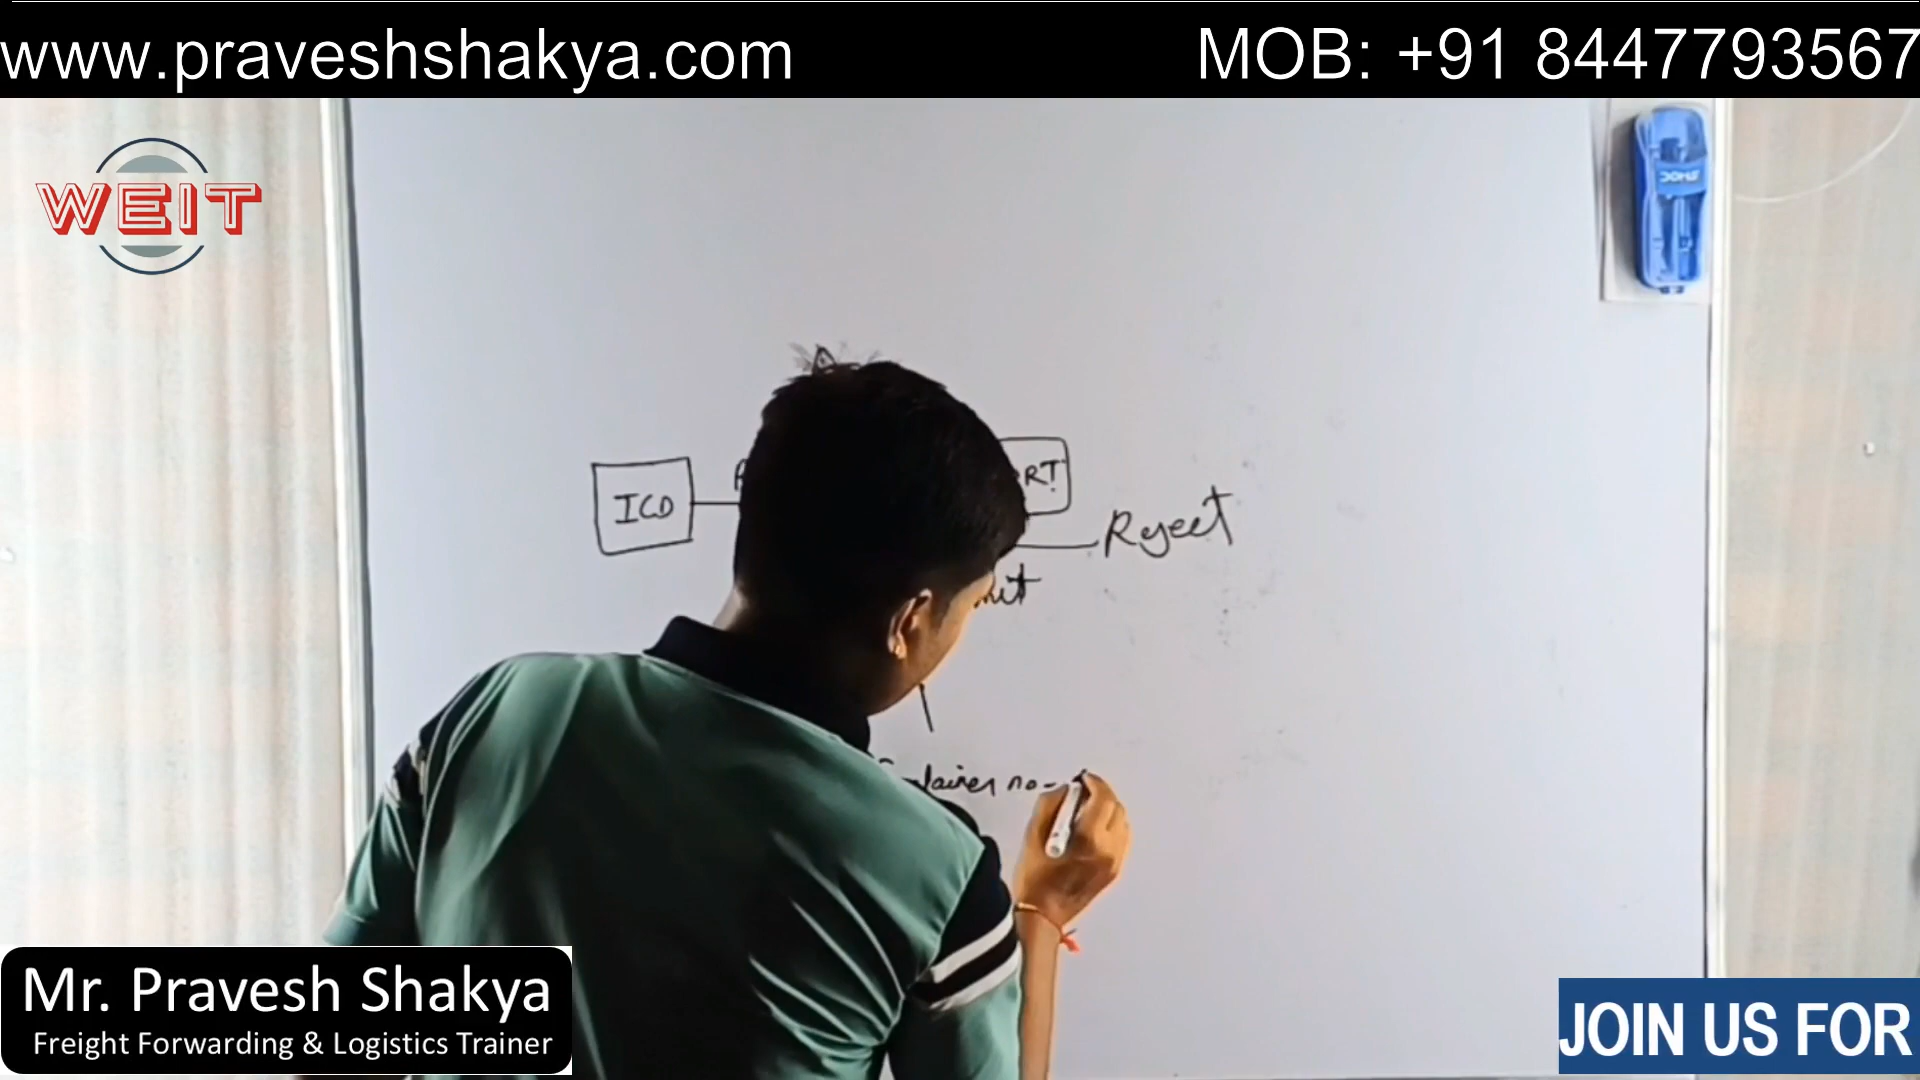 www.praveshshakya.com MOB: +91 8447793567
WEIT
DOMS
ICD
RT
Reject
no-
Mr. Pravesh Shakya
Freight Forwarding & Logistics Trainer
JOIN US FOR